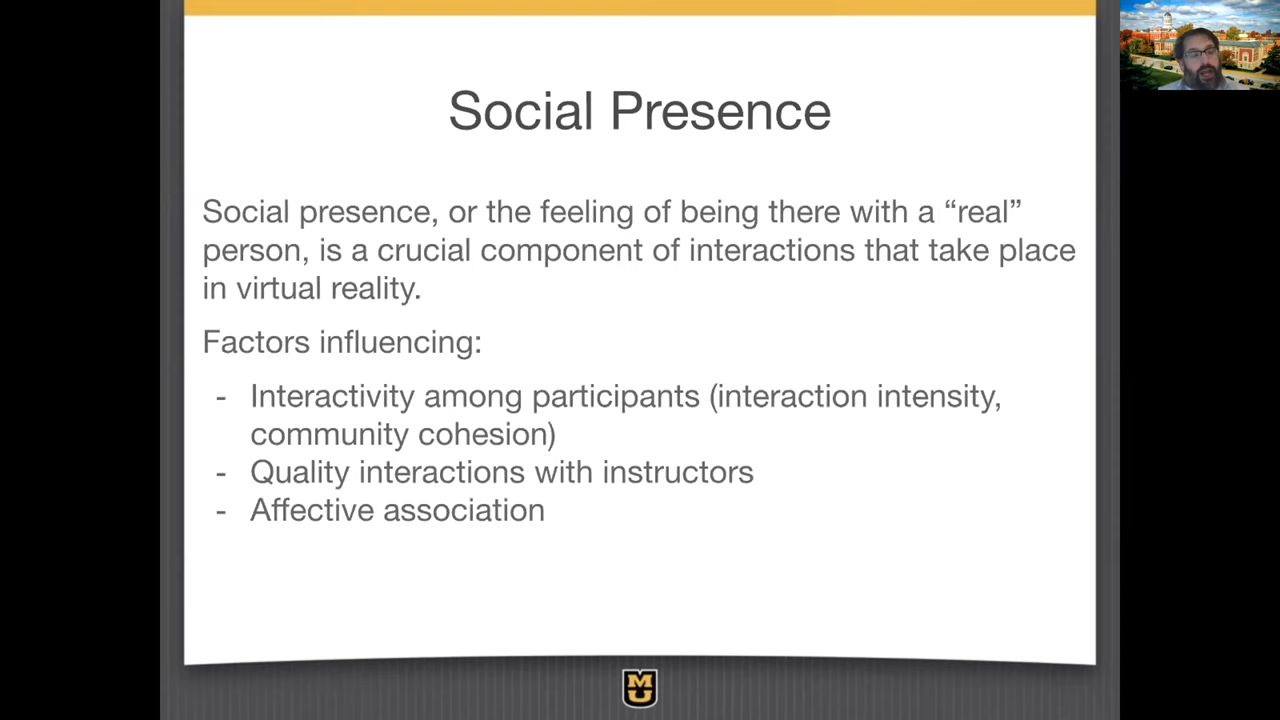 Social Presence
Social presence, or the feeling of being there with a “real”
person, is a crucial component of interactions that take place
in virtual reality.
Factors influencing:
- Interactivity among participants (interaction intensity,
community cohesion)
- Quality interactions with instructors
- Affective association
MU